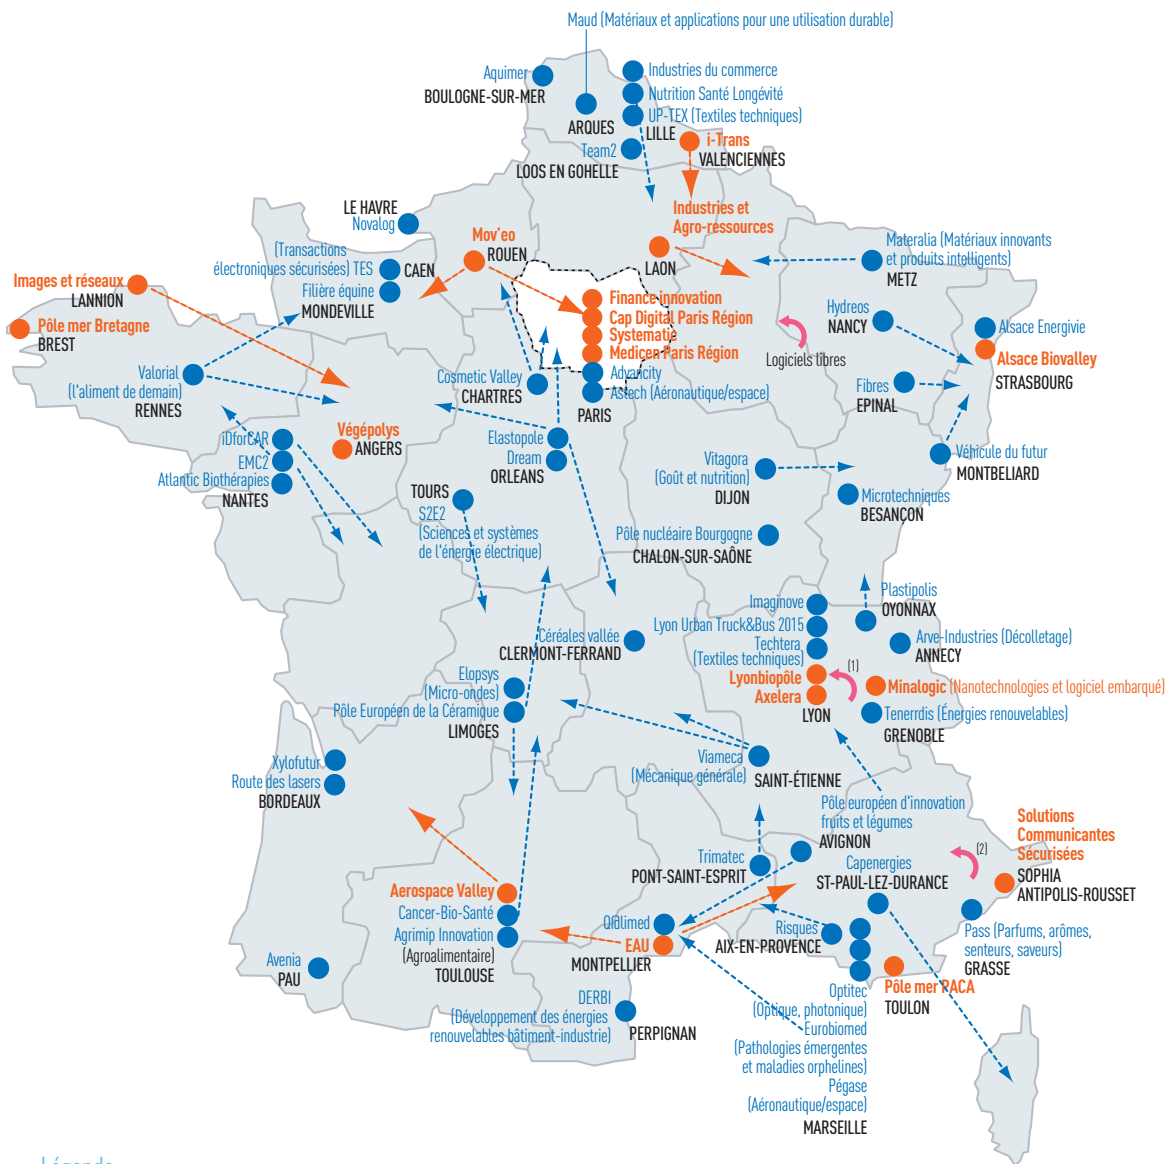 Maud (Matériaux et applications pour une utilisation durable)
Aquimer
BOULOGNE-SUR-MER
ARQUES
Industries du commerce
Nutrition Santé Longévité
UP-TEX (Textiles techniques)
LILLE
Team2
LOOS EN GOHELLE
i-Trans
VALENCIENNES
LE HAVRE
Novalog
Mov'eo
ROUEN
Industries et
Agro-ressources
LAON
(Transactions
électroniques sécurisées) TES
CAEN
Filière équine
MONDEVILLE
Materalia (Matériaux innovants
et produits intelligents)
METZ
Images et réseaux
LANNION
Pôle mer Bretagne
BREST
Finance innovation
Cap Digital Paris Région
Systematic
Medicen Paris Région
Advancity
Astech (Aéronautique/espace)
PARIS
Logiciels libres
Hydreos
NANCY
Alsace Energivie
Alsace Biovalley
STRASBOURG
Valorial
(l'aliment de demain)
RENNES
Cosmetic Valley
CHARTRES
Fibres
EPINAL
iDforCAR
EMC2
Atlantic Biothérapies
NANTES
Végépolys
ANGERS
Elastopole
Dream
ORLEANS
Véhicule du futur
MONTBELIARD
Vitagora
(Goût et nutrition)
DIJON
Microtechniques
BESANÇON
TOURS
S2E2
(Sciences et systèmes
de l'énergie électrique)
Pôle nucléaire Bourgogne
CHALON-SUR-SAÔNE
Plastipolis
OYONNAX
Imaginove
Lyon Urban Truck&Bus 2015
Techtera
(Textiles techniques)
Lyonbiopôle
Axelera
LYON
(1)
Arve-Industries (Décolletage)
ANNECY
Céréales vallée
CLERMONT-FERRAND
Elopsys
(Micro-ondes)
Pôle Européen de la Céramique
LIMOGES
Minalogic (Nanotechnologies et logiciel embarqué)
Tenerrdis (Énergies renouvelables)
GRENOBLE
Xylofutur
Route des lasers
BORDEAUX
Viameca
(Mécanique générale)
SAINT-ÉTIENNE
Pôle européen d'innovation
fruits et légumes
AVIGNON
Solutions
Communicantes
Sécurisées
SOPHIA
ANTIPOLIS-ROUSSET
(2)
Trimatec
PONT-SAINT-ESPRIT
Capenergies
ST-PAUL-LEZ-DURANCE
Aerospace Valley
Cancer-Bio-Santé
Agrimip Innovation
(Agroalimentaire)
TOULOUSE
Qualimed
EAU
MONTPELLIER
Risques
AIX-EN-PROVENCE
Pass (Parfums, arômes,
senteurs, saveurs)
GRASSE
Avenia
PAU
Pôle mer PACA
TOULON
DERBI
(Développement des énergies
renouvelables bâtiment-industrie)
PERPIGNAN
Optitec
(Optique, photonique)
Eurobiomed
(Pathologies émergentes
et maladies orphelines)
Pégase
(Aéronautique/espace)
MARSEILLE
Légende